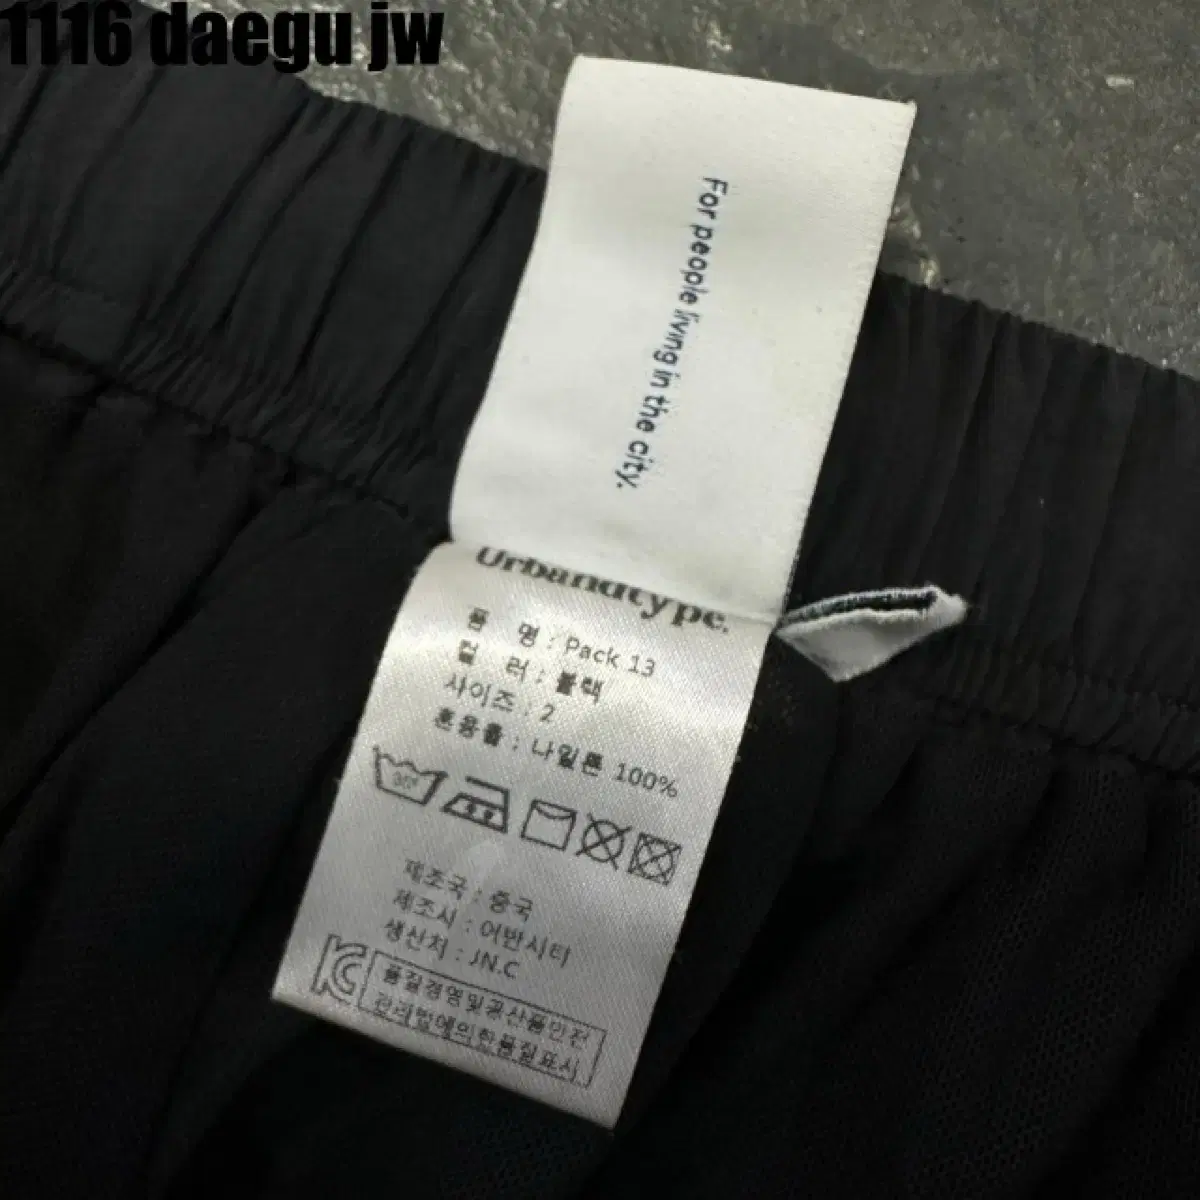 1116 daegu jw
For people living in the city.
Urbandtype.
품 명 : Pack 13
컬 러 : 블랙
사이즈 : 2
혼용률 : 나일론 100%
제조국 : 중국
제조시 : 어반시티
생산처 : JN.C
품질경영및공산품안전
관리법에의한품질표시